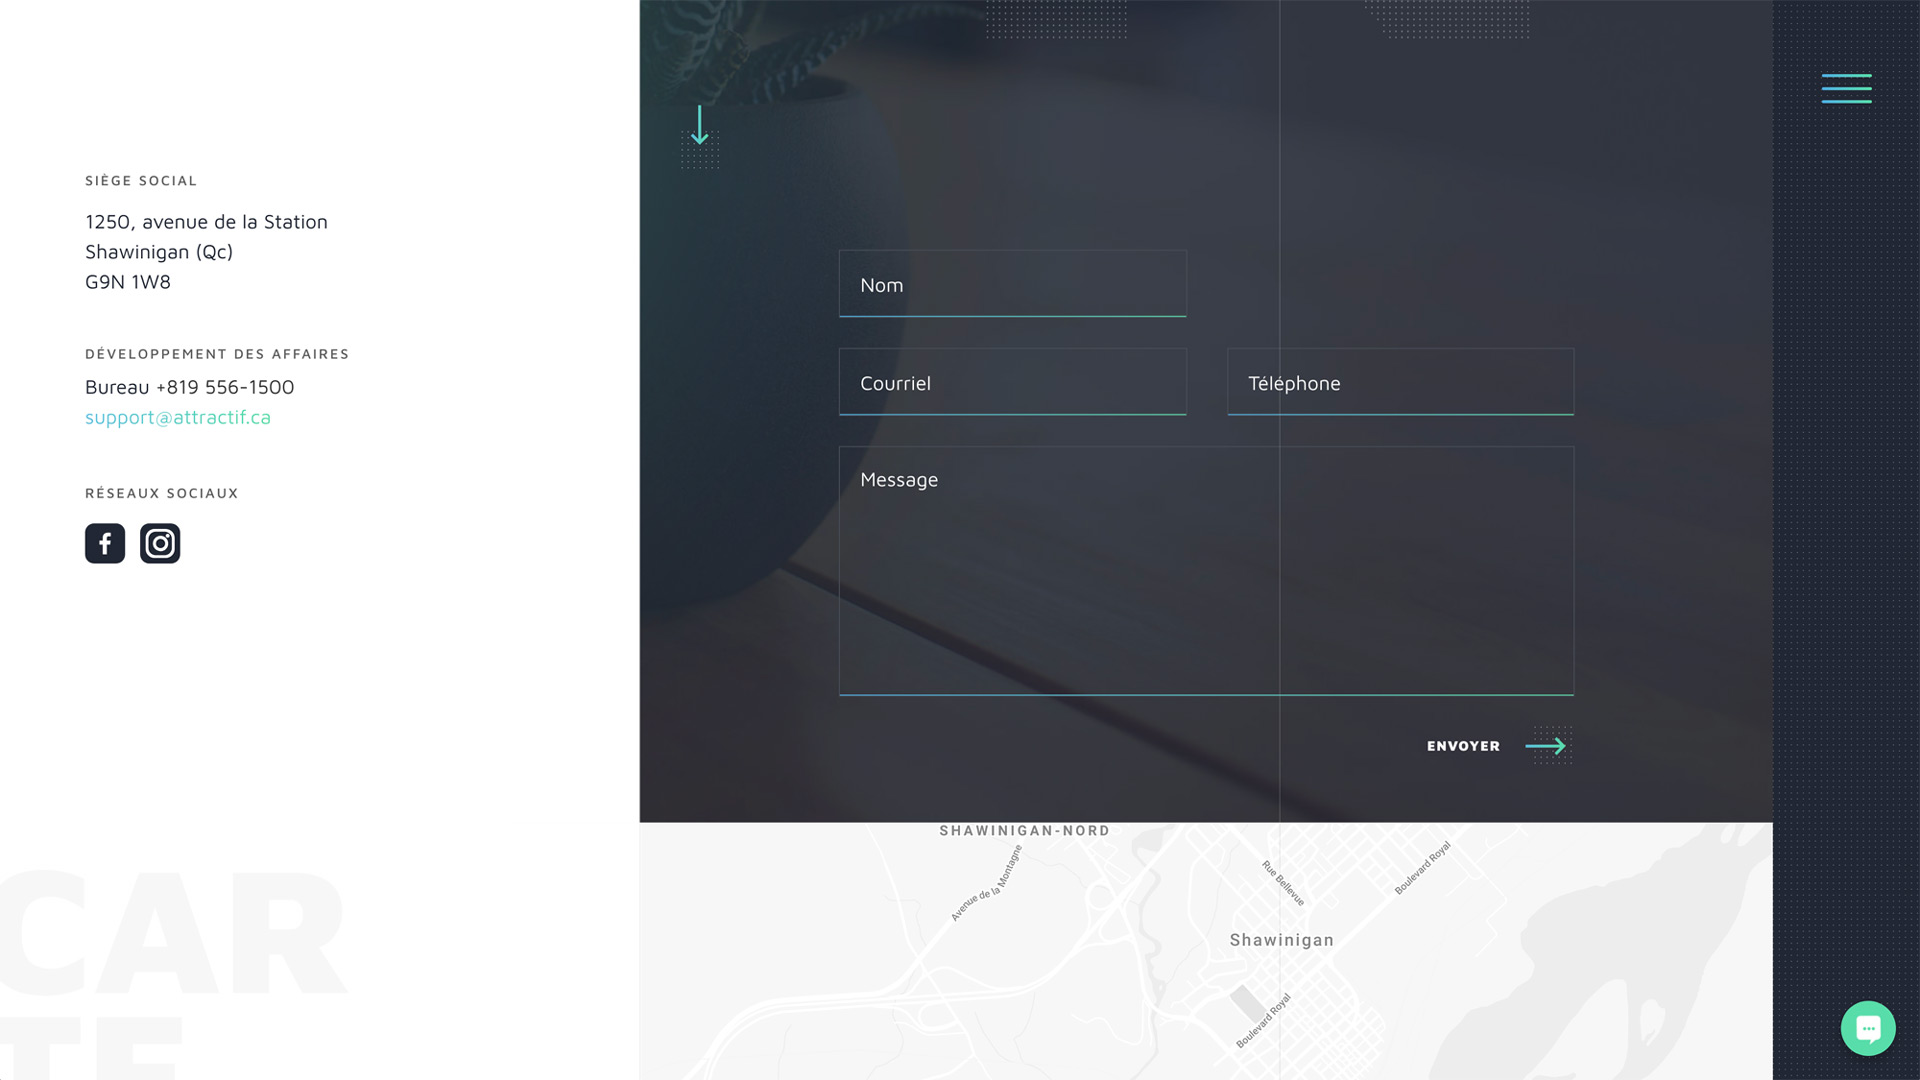 SIÈGE SOCIAL
1250, avenue de la Station
Shawinigan (Qc)
G9N 1W8
DÉVELOPPEMENT DES AFFAIRES
Bureau +819 556-1500
support@attractif.ca
RÉSEAUX SOCIAUX
CAR
TE
Nom
Courriel
Téléphone
Message
ENVOYER
SHAWINIGAN-NORD
Avenue de la Montagne
Rue Bellevue
Boulevard Royal
Shawinigan
Boulevard Royal